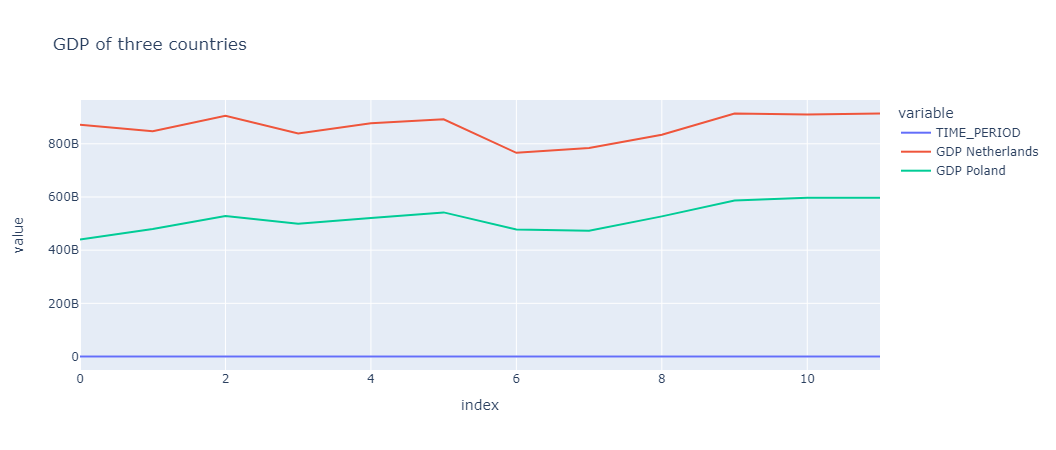 GDP of three countries
variable
TIME_PERIOD
GDP Netherlands
GDP Poland
value
800B
600B
400B
200B
0
0 2 4 6 8 10
index